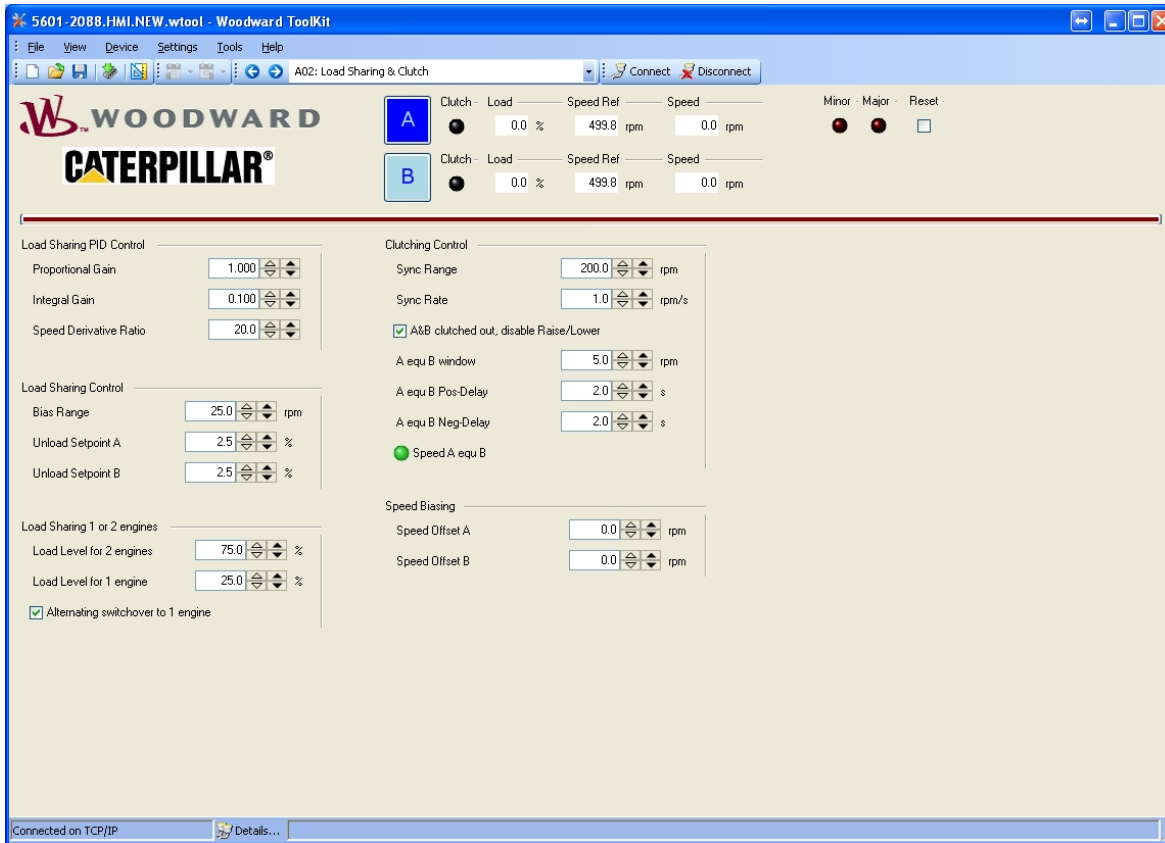 5601-2088.HMI.NEW.wtool - Woodward ToolKit
File View Device Settings Tools Help
A02: Load Sharing & Clutch Connect Disconnect
WOODWARD
CATERPILLAR®
A Clutch Load Speed Ref Speed
0.0 % 499.8 rpm 0.0 rpm
Minor Major Reset
B Clutch Load Speed Ref Speed
0.0 % 499.8 rpm 0.0 rpm
Load Sharing PID Control
Proportional Gain 1.000
Integral Gain 0.100
Speed Derivative Ratio 20.0
Load Sharing Control
Bias Range 25.0 rpm
Unload Setpoint A 2.5 %
Unload Setpoint B 2.5 %
Load Sharing 1 or 2 engines
Load Level for 2 engines 75.0 %
Load Level for 1 engine 25.0 %
Alternating switchover to 1 engine
Clutching Control
Sync Range 200.0 rpm
Sync Rate 1.0 rpm/s
A&B clutched out, disable Raise/Lower
A equ B window 5.0 rpm
A equ B Pos-Delay 2.0 s
A equ B Neg-Delay 2.0 s
Speed A equ B
Speed Biasing
Speed Offset A 0.0 rpm
Speed Offset B 0.0 rpm
Connected on TCP/IP Details...